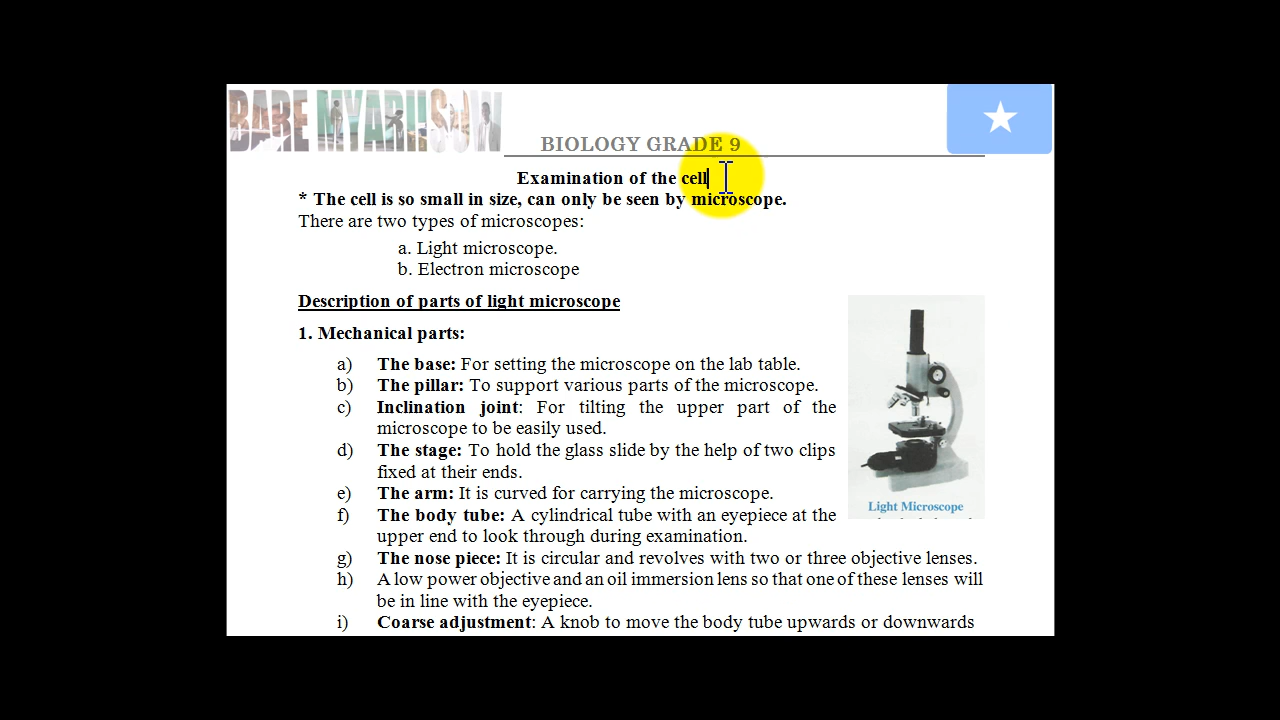 BARE MYARIISOW
BIOLOGY GRADE 9
Examination of the cell
* The cell is so small in size, can only be seen by microscope.
There are two types of microscopes:
a. Light microscope.
b. Electron microscope
Description of parts of light microscope
1. Mechanical parts:
a) The base: For setting the microscope on the lab table.
b) The pillar: To support various parts of the microscope.
c) Inclination joint: For tilting the upper part of the
microscope to be easily used.
d) The stage: To hold the glass slide by the help of two clips
fixed at their ends.
e) The arm: It is curved for carrying the microscope.
f) The body tube: A cylindrical tube with an eyepiece at the
upper end to look through during examination.
Light Microscope
g) The nose piece: It is circular and revolves with two or three objective lenses.
h) A low power objective and an oil immersion lens so that one of these lenses will
be in line with the eyepiece.
i) Coarse adjustment: A knob to move the body tube upwards or downwards